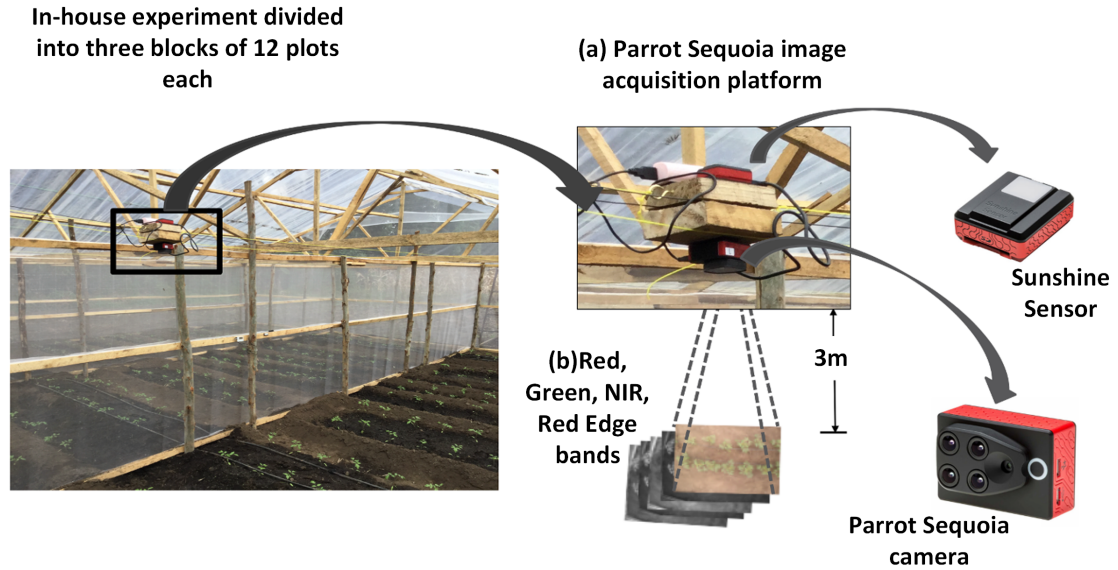 In-house experiment divided
into three blocks of 12 plots
each
(a) Parrot Sequoia image
acquisition platform
Sunshine
Sensor
(b)Red,
Green, NIR,
Red Edge
bands
3m
Parrot Sequoia
camera